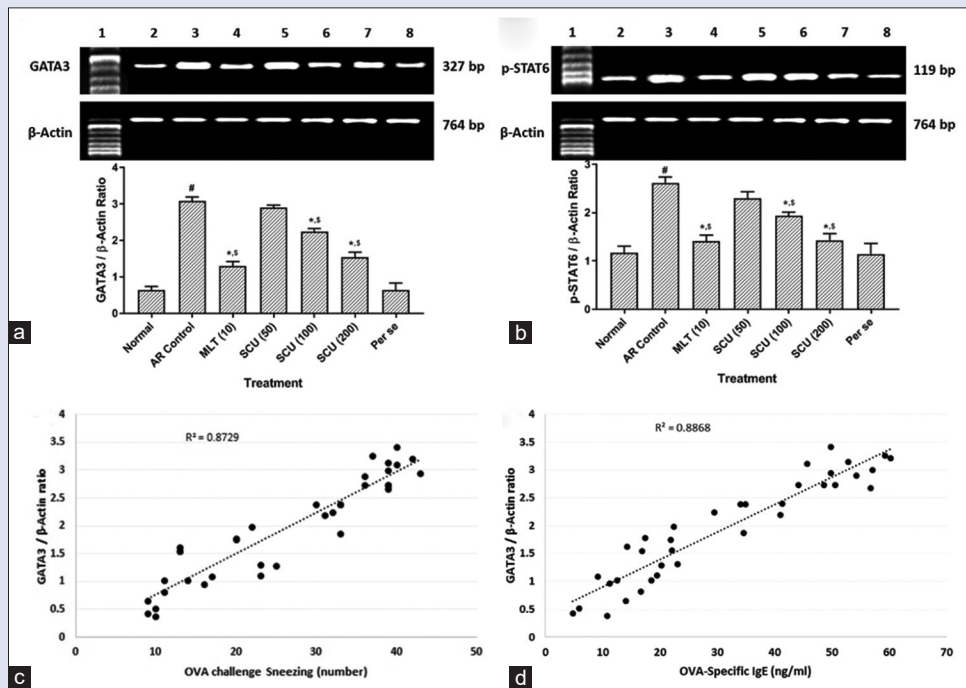 1 2 3 4 5 6 7 8
GATA3
327 bp
β-Actin
764 bp
4
3
2
1
0
GATA3 / β-Actin Ratio
#
*,$
*,$
*,$
Normal
AR Control
MLT (10)
SCU (50)
SCU (100)
SCU (200)
Per se
Treatment
a
1 2 3 4 5 6 7 8
p-STAT6
119 bp
β-Actin
764 bp
3
2
1
0
p-STAT6 / β-Actin Ratio
#
*,$
*,$
*,$
Normal
AR Control
MLT (10)
SCU (50)
SCU (100)
SCU (200)
Per se
Treatment
b
4
3.5
3
2.5
2
1.5
1
0.5
0
GATA3 / β-Actin ratio
R² = 0.8729
0 10 20 30 40 50
OVA challenge Sneezing (number)
c
4
3.5
3
2.5
2
1.5
1
0.5
0
GATA3 / β-Actin ratio
R² = 0.8868
0 10 20 30 40 50 60 70
OVA-Specific IgE (ng/ml)
d